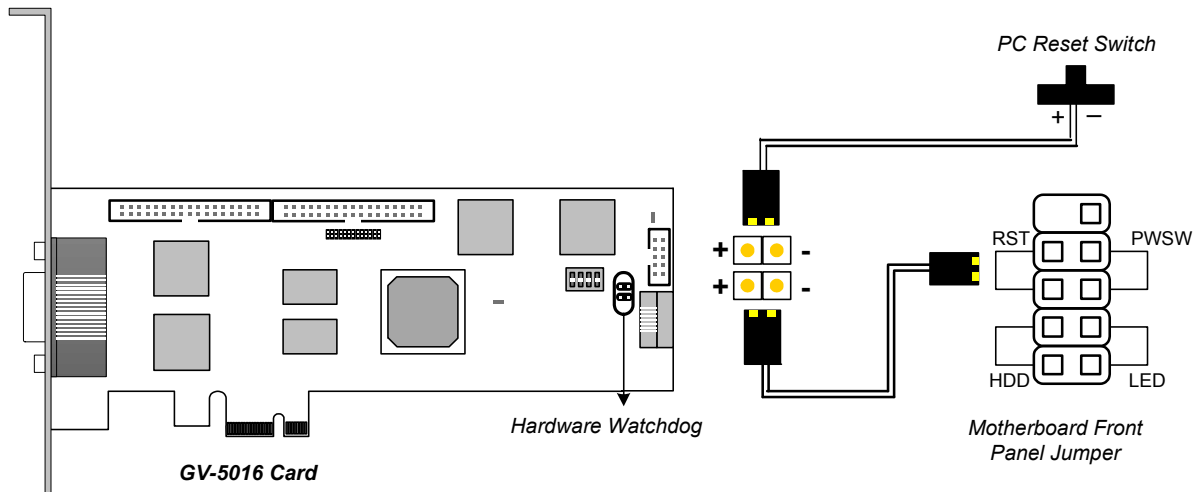 PC Reset Switch
+ −
RST PWSW
+ -
+ -
HDD LED
Hardware Watchdog
Motherboard Front
Panel Jumper
GV-5016 Card